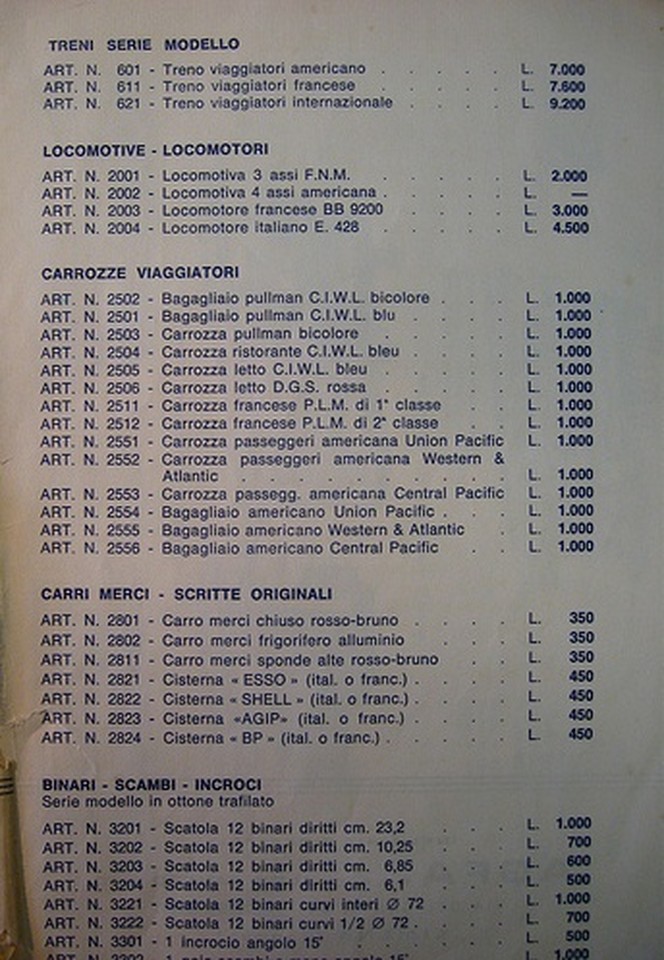 TRENI SERIE MODELLO
ART. N. 601 - Treno viaggiatori americano . . . . . L. 7.000
ART. N. 611 - Treno viaggiatori francese . . . . . L. 7.600
ART. N. 621 - Treno viaggiatori internazionale . . . . L. 9.200
LOCOMOTIVE - LOCOMOTORI
ART. N. 2001 - Locomotiva 3 assi F.N.M. . . . . . L. 2.000
ART. N. 2002 - Locomotiva 4 assi americana . . . . . L. —
ART. N. 2003 - Locomotore francese BB 9200 . . . . L. 3.000
ART. N. 2004 - Locomotore italiano E. 428 . . . . . L. 4.500
CARROZZE VIAGGIATORI
ART. N. 2502 - Bagagliaio pullman C.I.W.L. bicolore . . . L. 1.000
ART. N. 2501 - Bagagliaio pullman C.I.W.L. blu . . . . L. 1.000
ART. N. 2503 - Carrozza pullman bicolore . . . . . L. 1.000
ART. N. 2504 - Carrozza ristorante C.I.W.L. bleu . . . . L. 1.000
ART. N. 2505 - Carrozza letto C.I.W.L. bleu . . . . . L. 1.000
ART. N. 2506 - Carrozza letto D.G.S. rossa . . . . . L. 1.000
ART. N. 2511 - Carrozza francese P.L.M. di 1ª classe . . L. 1.000
ART. N. 2512 - Carrozza francese P.L.M. di 2ª classe . . L. 1.000
ART. N. 2551 - Carrozza passeggeri americana Union Pacific L. 1.000
ART. N. 2552 - Carrozza passeggeri americana Western &
Atlantic . . . . . . . . . . L. 1.000
ART. N. 2553 - Carrozza passegg. americana Central Pacific L. 1.000
ART. N. 2554 - Bagagliaio americano Union Pacific . . . L. 1.000
ART. N. 2555 - Bagagliaio americano Western & Atlantic . L. 1.000
ART. N. 2556 - Bagagliaio americano Central Pacific . . L. 1.000
CARRI MERCI - SCRITTE ORIGINALI
ART. N. 2801 - Carro merci chiuso rosso-bruno . . . . L. 350
ART. N. 2802 - Carro merci frigorifero alluminio . . . . L. 350
ART. N. 2811 - Carro merci sponde alte rosso-bruno . . L. 350
ART. N. 2821 - Cisterna « ESSO » (ital. o franc.) . . . . L. 450
ART. N. 2822 - Cisterna « SHELL » (ital. o franc.) . . . . L. 450
ART. N. 2823 - Cisterna «AGIP» (ital. o franc.) . . . . L. 450
ART. N. 2824 - Cisterna « BP » (ital. o franc.) . . . . . L. 450
BINARI - SCAMBI - INCROCI
Serie modello in ottone trafilato
ART. N. 3201 - Scatola 12 binari diritti cm. 23,2 . . . L. 1.000
ART. N. 3202 - Scatola 12 binari diritti cm. 10,25 . . . L. 700
ART. N. 3203 - Scatola 12 binari diritti cm. 6,85 . . . L. 600
ART. N. 3204 - Scatola 12 binari diritti cm. 6,1 . . . L. 500
ART. N. 3221 - Scatola 12 binari curvi interi Ø 72 . . . L. 1.000
ART. N. 3222 - Scatola 12 binari curvi 1/2 Ø 72 . . . . L. 700
ART. N. 3301 - 1 incrocio angolo 15° . . . . . L. 500